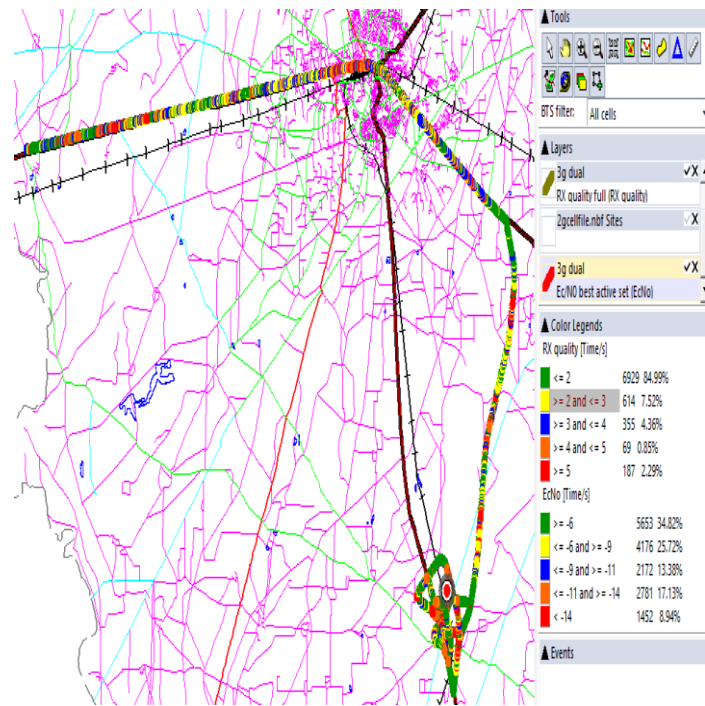 Tools
BTS filter: All cells
Layers
3g dual
RX quality full (RX quality)
2gcellfile.nbf Sites
3g dual
Ec/N0 best active set (EcNo)
Color Legends
RX quality [Time/s]
<= 2 6929 84.99%
>= 2 and <= 3 614 7.52%
>= 3 and <= 4 355 4.36%
>= 4 and <= 5 69 0.85%
>= 5 187 2.29%
EcNo [Time/s]
>= -6 5653 34.82%
<= -6 and >= -9 4176 25.72%
<= -9 and >= -11 2172 13.38%
<= -11 and >= -14 2781 17.13%
< -14 1452 8.94%
Events